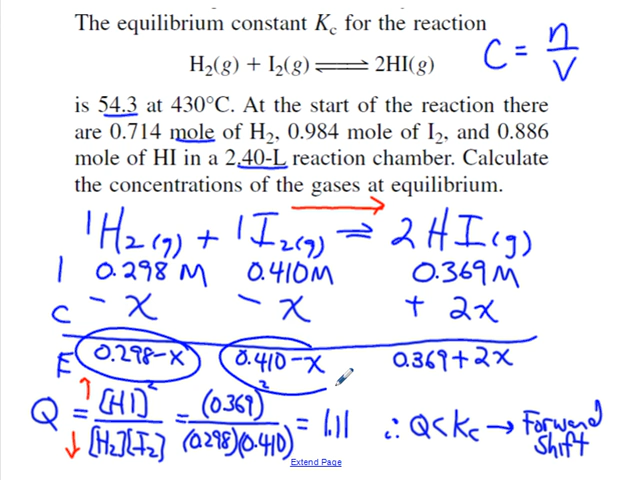 The equilibrium constant Kc for the reaction
C = n/V
H₂(g) + I₂(g) ⇌ 2HI(g)
is 54.3 at 430°C. At the start of the reaction there
are 0.714 mole of H₂, 0.984 mole of I₂, and 0.886
mole of HI in a 2.40-L reaction chamber. Calculate
the concentrations of the gases at equilibrium.
1H₂(g) + 1I₂(g) ⇌ 2HI(g)
I 0.298 M 0.410 M 0.369 M
C - x - x + 2x
E 0.298-x 0.410-x 0.369+2x
Q = [HI]²/[H₂][I₂] = (0.369)²/(0.298)(0.410) = 1.11 ∴ Q<Kc → Forward Shift
Extend Page